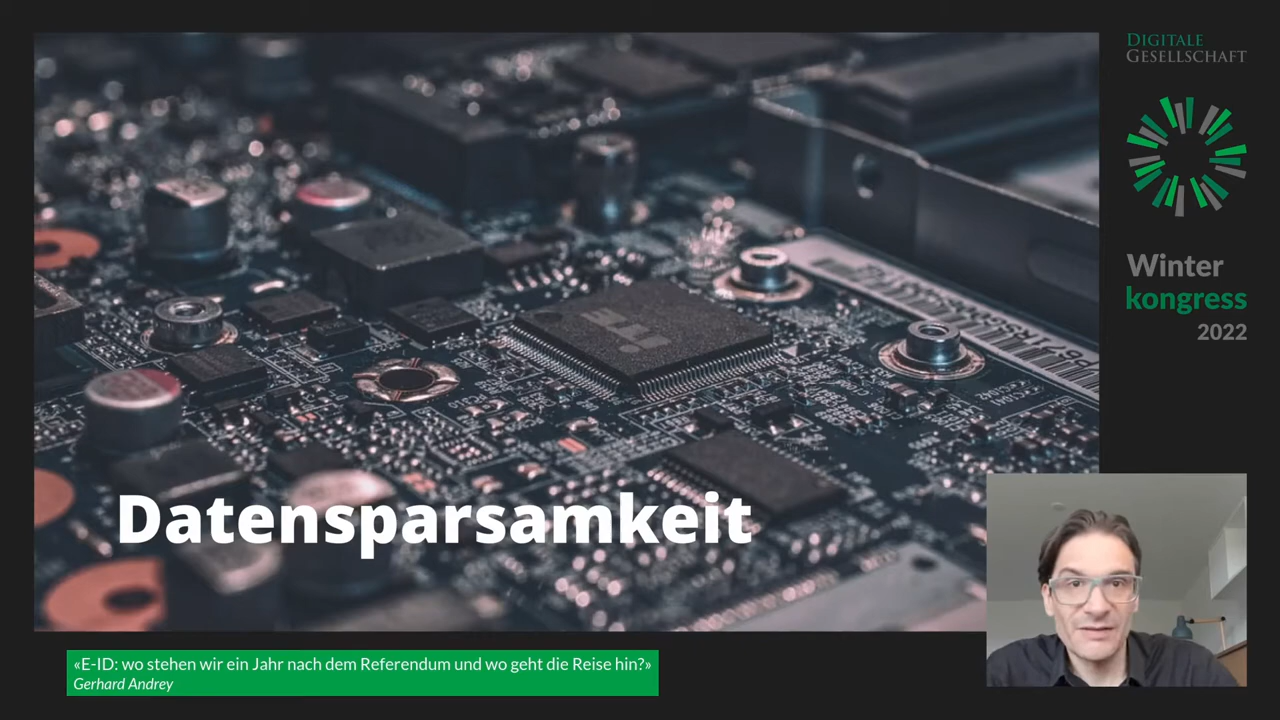 DIGITALE
GESELLSCHAFT
Winter
kongress
2022
Datensparsamkeit
«E-ID: wo stehen wir ein Jahr nach dem Referendum und wo geht die Reise hin?»
Gerhard Andrey